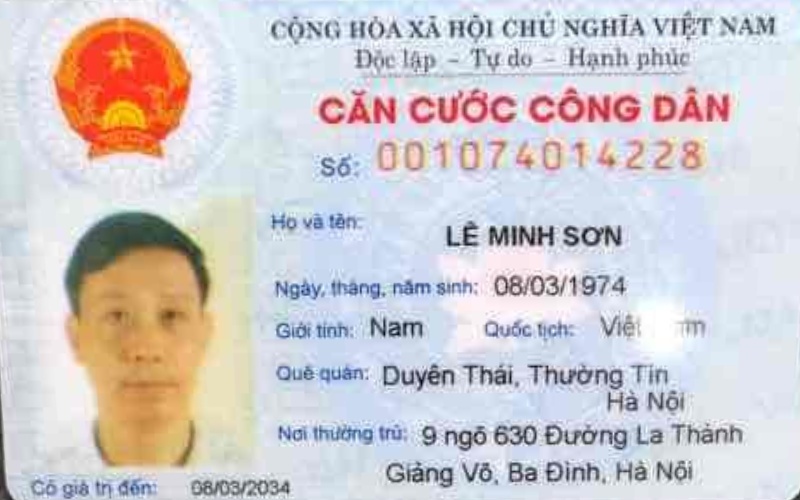 CỘNG HÒA XÃ HỘI CHỦ NGHĨA VIỆT NAM
Độc lập – Tự do – Hạnh phúc
CĂN CƯỚC CÔNG DÂN
Số: 001074014228
Họ và tên:
LÊ MINH SƠN
Ngày, tháng, năm sinh: 08/03/1974
Giới tính: Nam Quốc tịch:
Quê quán: Duyên Thái, Thường Tín
Hà Nội
Nơi thường trú: 9 ngõ 630 Đường La Thành
Giảng Võ, Ba Đình, Hà Nội
Có giá trị đến: 08/03/2034